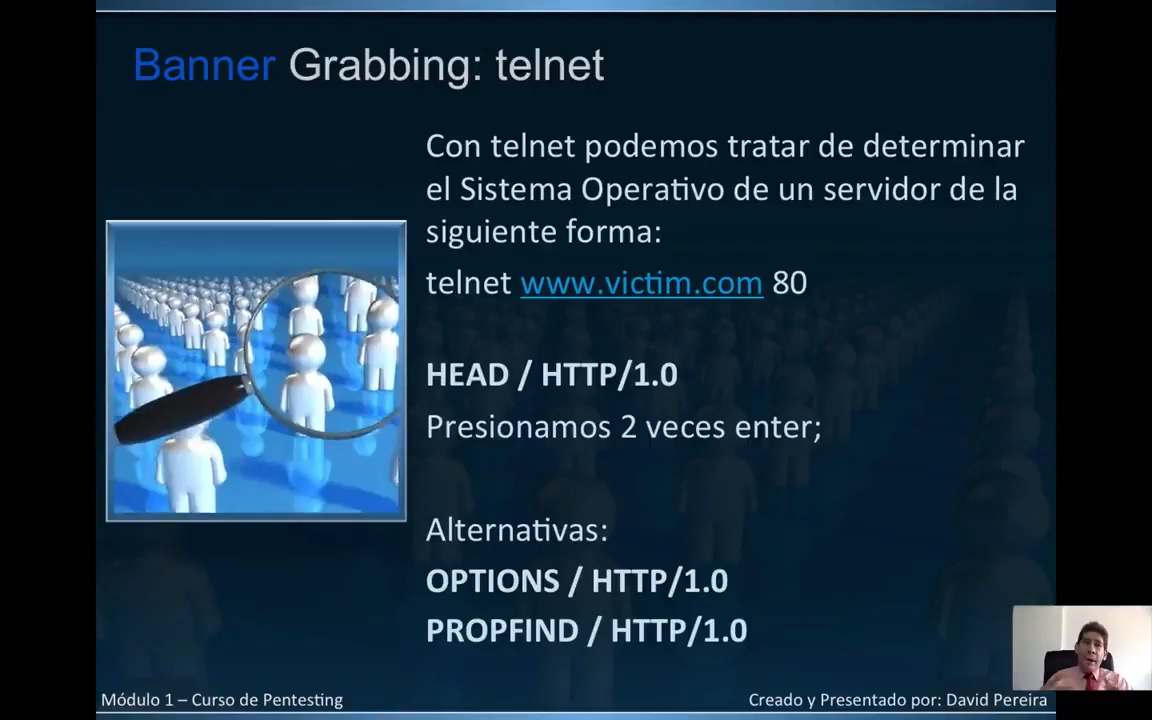 Banner Grabbing: telnet
Con telnet podemos tratar de determinar
el Sistema Operativo de un servidor de la
siguiente forma:
telnet www.victim.com 80
HEAD / HTTP/1.0
Presionamos 2 veces enter;
Alternativas:
OPTIONS / HTTP/1.0
PROPFIND / HTTP/1.0
Módulo 1 – Curso de Pentesting
Creado y Presentado por: David Pereira